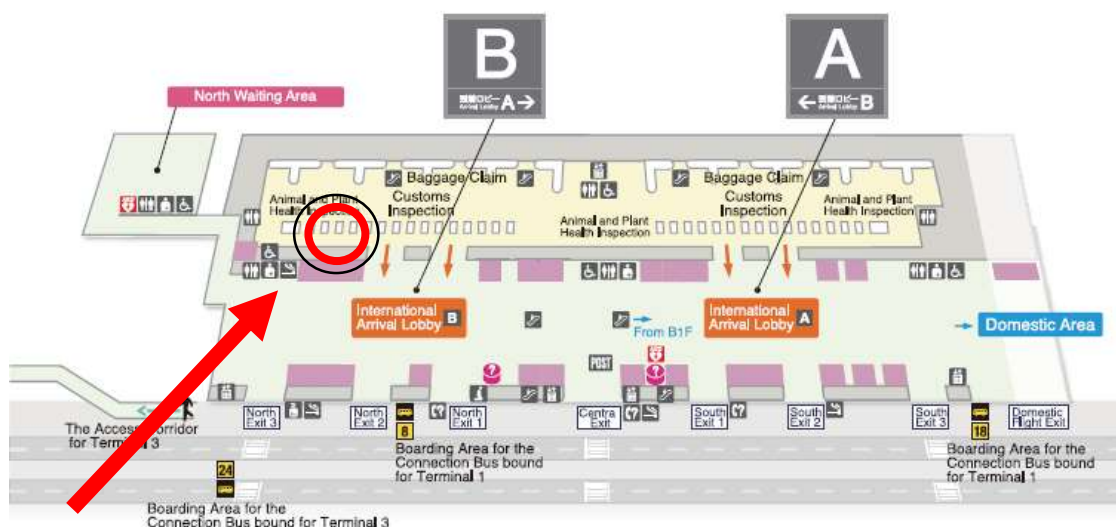 B
到着ロビー
Arrival Lobby
A→
A
到着ロビー
Arrival Lobby
←
B
North Waiting Area
Baggage Claim
Baggage Claim
Animal and Plant
Health Inspection
Customs
Inspection
Animal and Plant
Health Inspection
Customs
Inspection
Animal and Plant
Health Inspection
International
Arrival Lobby B
From B1F
International
Arrival Lobby A
→ Domestic Area
POST
?
?
North
Exit 3
North
Exit 2
North
Exit 1
Central
Exit
South
Exit 1
South
Exit 2
South
Exit 3
Domestic
Flight Exit
The Access Corridor
for Terminal 3
8
Boarding Area for the
Connection Bus bound
for Terminal 1
18
Boarding Area for the
Connection Bus bound
for Terminal 1
24
Boarding Area for the
Connection Bus bound for Terminal 3